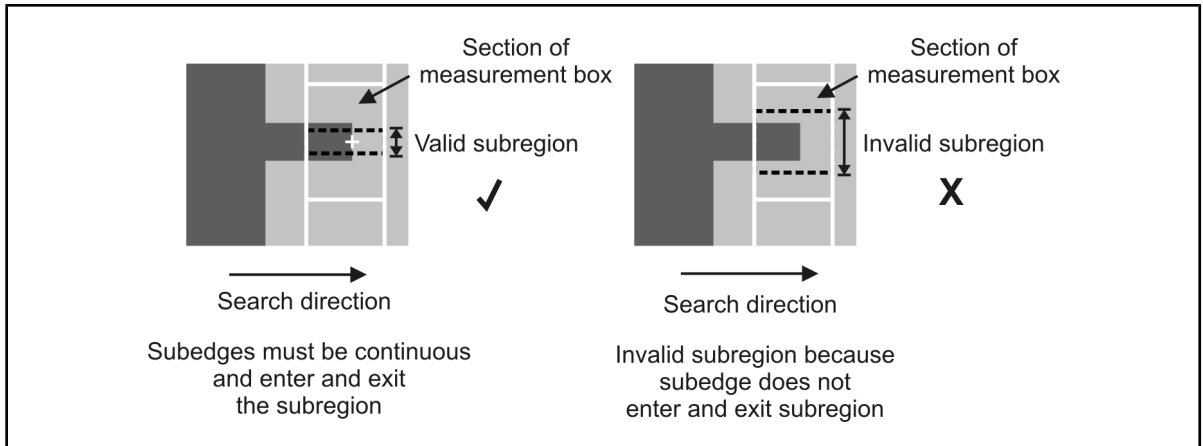 Section of
measurement box
Valid subregion
✓
Search direction
Subedges must be continuous
and enter and exit
the subregion
Section of
measurement box
Invalid subregion
X
Search direction
Invalid subregion because
subedge does not
enter and exit subregion